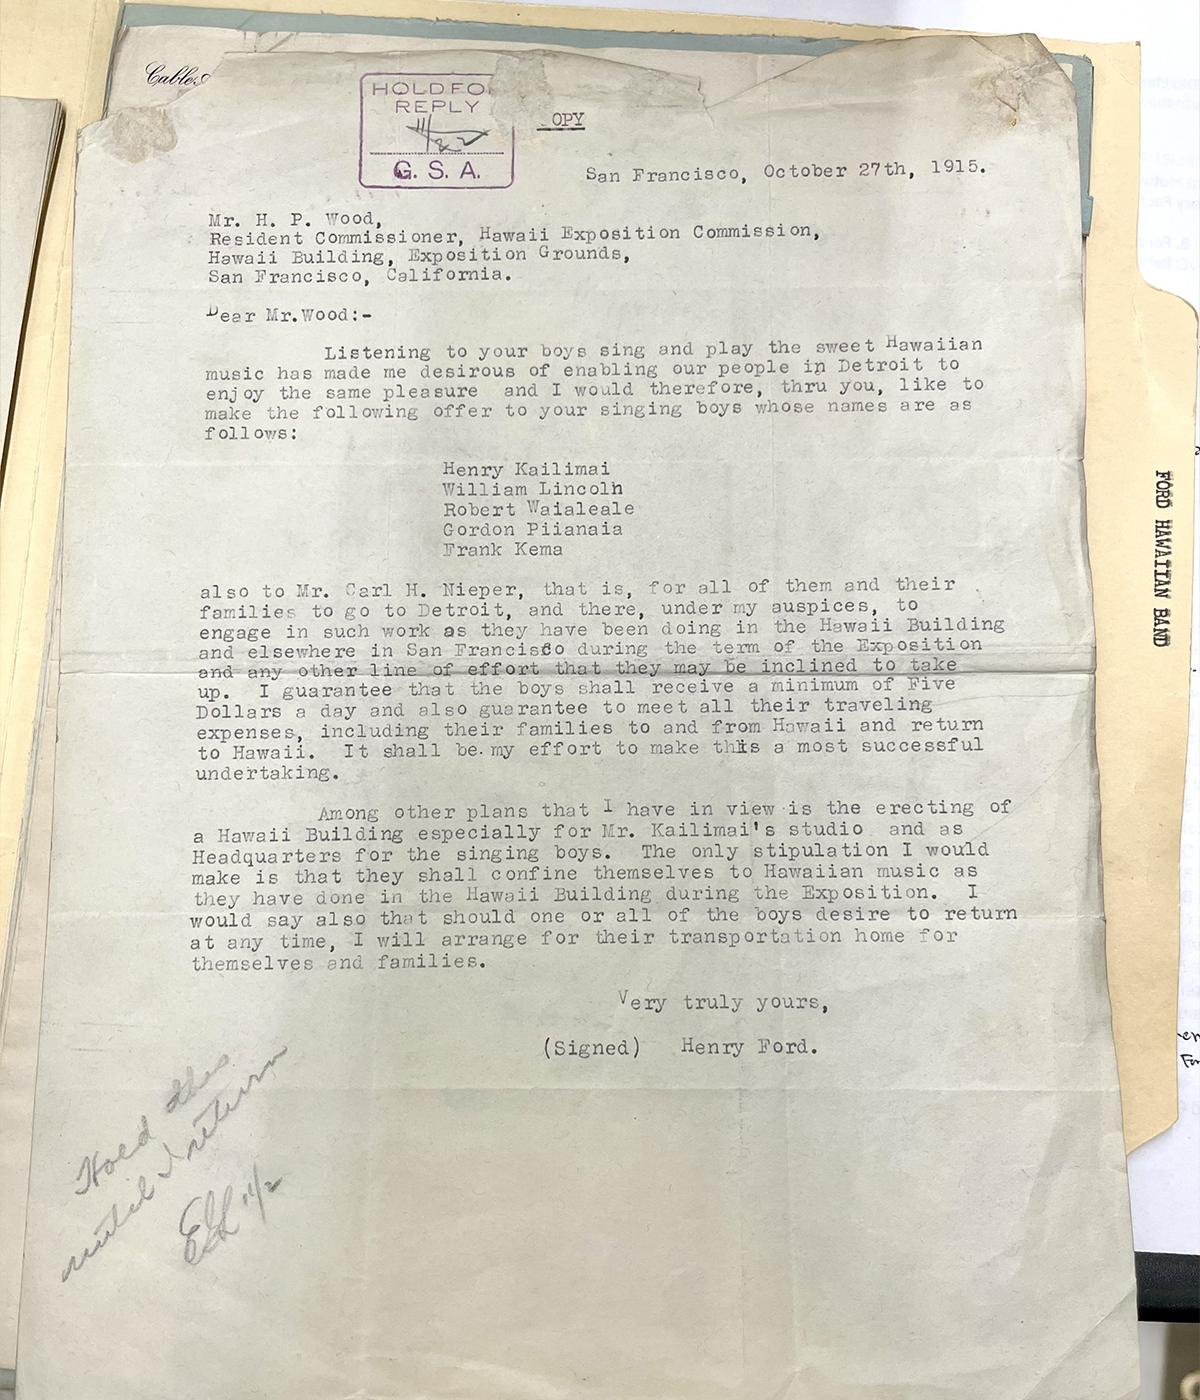 Cable
HOLD FO
REPLY
G. S. A.
OPY
San Francisco, October 27th, 1915.
Mr. H. P. Wood,
Resident Commissioner, Hawaii Exposition Commission,
Hawaii Building, Exposition Grounds,
San Francisco, California.
Dear Mr.Wood:-
Listening to your boys sing and play the sweet Hawaiian
music has made me desirous of enabling our people in Detroit to
enjoy the same pleasure and I would therefore, thru you, like to
make the following offer to your singing boys whose names are as
follows:
Henry Kailimai
William Lincoln
Robert Waialeale
Gordon Piianaia
Frank Kema
also to Mr. Carl H. Nieper, that is, for all of them and their
families to go to Detroit, and there, under my auspices, to
engage in such work as they have been doing in the Hawaii Building
and elsewhere in San Francisco during the term of the Exposition
and any other line of effort that they may be inclined to take
up. I guarantee that the boys shall receive a minimum of Five
Dollars a day and also guarantee to meet all their traveling
expenses, including their families to and from Hawaii and return
to Hawaii. It shall be my effort to make this a most successful
undertaking.
Among other plans that I have in view is the erecting of
a Hawaii Building especially for Mr. Kailimai's studio and as
Headquarters for the singing boys. The only stipulation I would
make is that they shall confine themselves to Hawaiian music as
they have done in the Hawaii Building during the Exposition. I
would say also that should one or all of the boys desire to return
at any time, I will arrange for their transportation home for
themselves and families.
Very truly yours,
(Signed) Henry Ford.
Hold this
until I return
EGL 11/2
FORD HAWAIIAN BAND